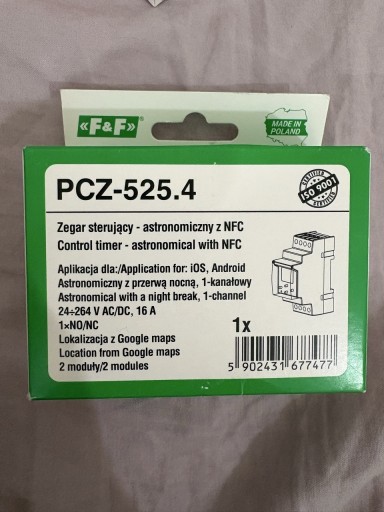 «F&F»
MADE IN
POLAND
PCZ-525.4
CERTIFIED
ISO 9001
CERTIFIED
Zegar sterujący - astronomiczny z NFC
Control timer - astronomical with NFC
Aplikacja dla:/Application for: iOS, Android
Astronomiczny z przerwą nocną, 1-kanałowy
Astronomical with a night break, 1-channel
24÷264 V AC/DC, 16 A
1×NO/NC
Lokalizacja z Google maps
Location from Google maps
2 moduły/2 modules
1x
5 902431 677477